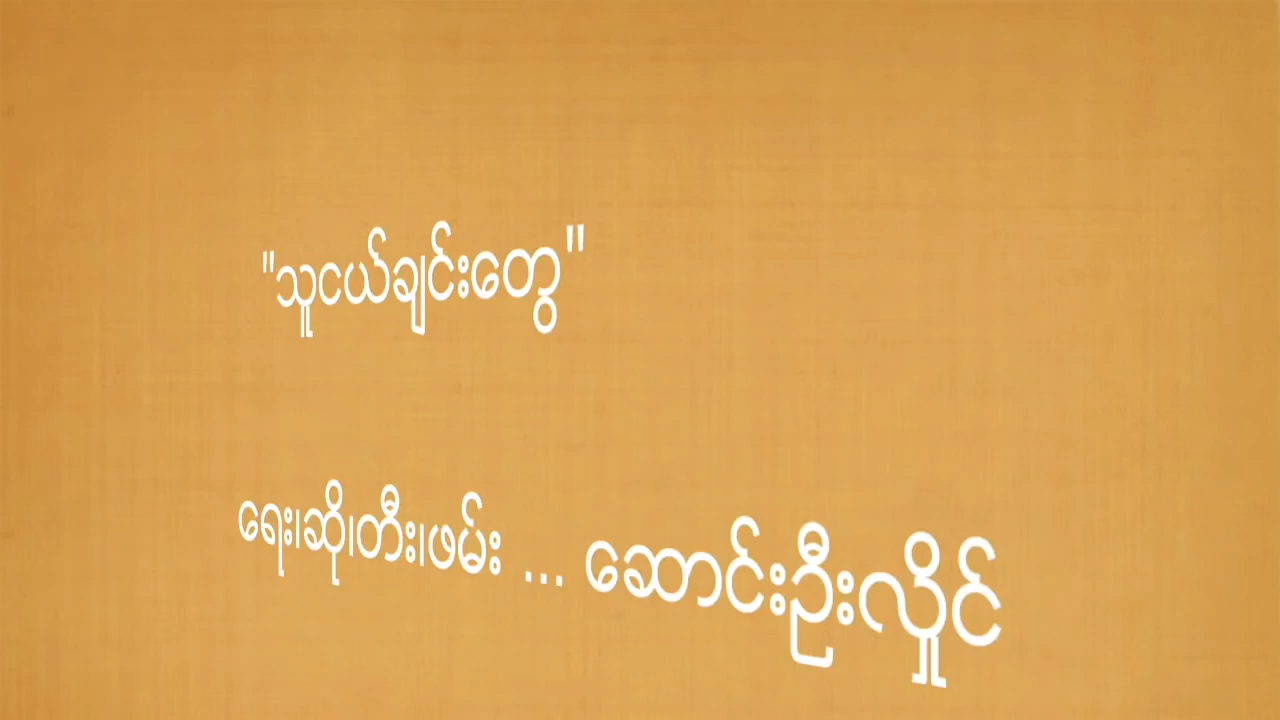 "သူငယ်ချင်းတွေ"
ရေး၊ဆို၊တီး၊ဖမ်း ... ဆောင်းဦးလှိုင်